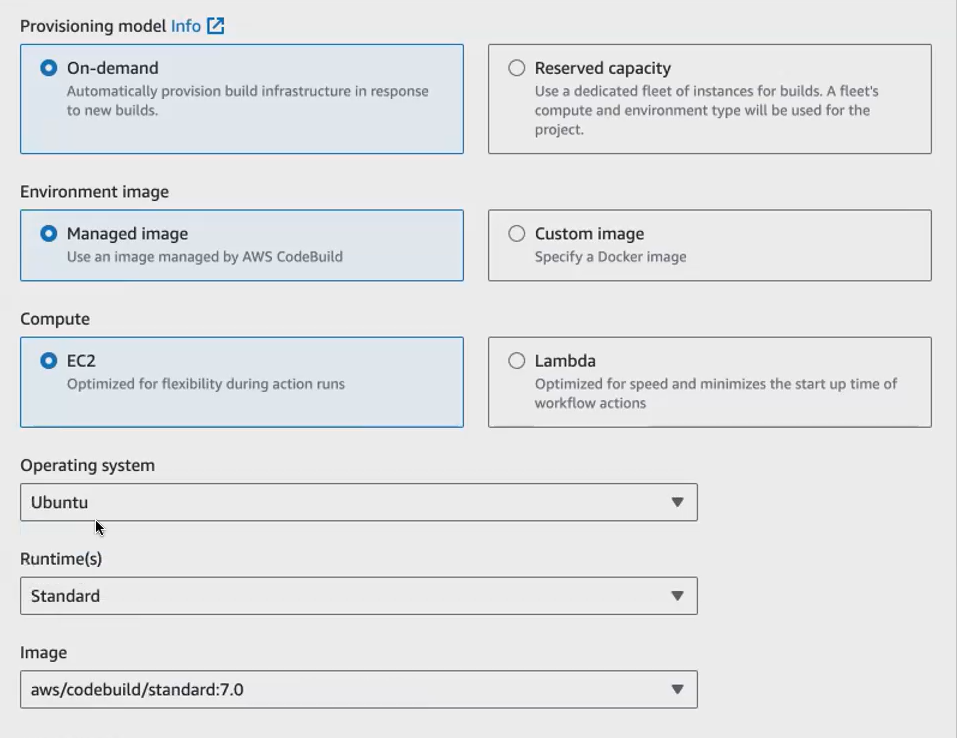 Provisioning model Info
On-demand
Automatically provision build infrastructure in response
to new builds.
Reserved capacity
Use a dedicated fleet of instances for builds. A fleet's
compute and environment type will be used for the
project.
Environment image
Managed image
Use an image managed by AWS CodeBuild
Custom image
Specify a Docker image
Compute
EC2
Optimized for flexibility during action runs
Lambda
Optimized for speed and minimizes the start up time of
workflow actions
Operating system
Ubuntu
Runtime(s)
Standard
Image
aws/codebuild/standard:7.0